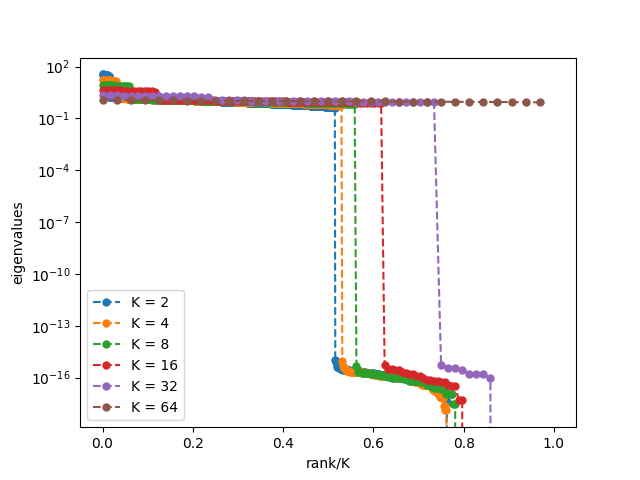 10²
10⁻¹
10⁻⁴
10⁻⁷
10⁻¹⁰
10⁻¹³
10⁻¹⁶
eigenvalues
K = 2
K = 4
K = 8
K = 16
K = 32
K = 64
0.0 0.2 0.4 0.6 0.8 1.0
rank/K